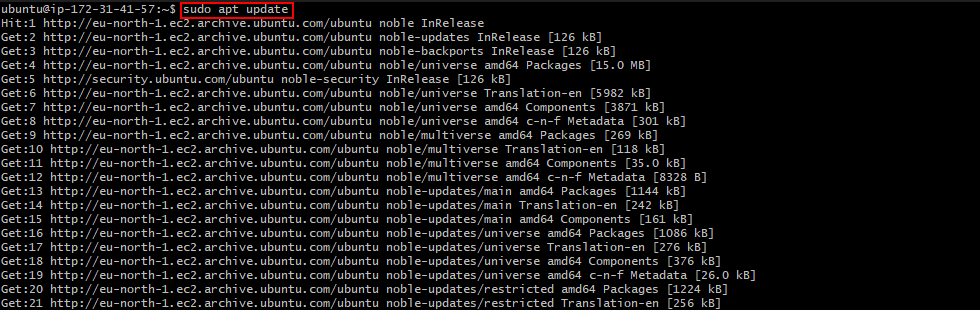 ubuntu@ip-172-31-41-57:~$ sudo apt update
Hit:1 http://eu-north-1.ec2.archive.ubuntu.com/ubuntu noble InRelease
Get:2 http://eu-north-1.ec2.archive.ubuntu.com/ubuntu noble-updates InRelease [126 kB]
Get:3 http://eu-north-1.ec2.archive.ubuntu.com/ubuntu noble-backports InRelease [126 kB]
Get:4 http://eu-north-1.ec2.archive.ubuntu.com/ubuntu noble/universe amd64 Packages [15.0 MB]
Get:5 http://security.ubuntu.com/ubuntu noble-security InRelease [126 kB]
Get:6 http://eu-north-1.ec2.archive.ubuntu.com/ubuntu noble/universe Translation-en [5982 kB]
Get:7 http://eu-north-1.ec2.archive.ubuntu.com/ubuntu noble/universe amd64 Components [3871 kB]
Get:8 http://eu-north-1.ec2.archive.ubuntu.com/ubuntu noble/universe amd64 c-n-f Metadata [301 kB]
Get:9 http://eu-north-1.ec2.archive.ubuntu.com/ubuntu noble/multiverse amd64 Packages [269 kB]
Get:10 http://eu-north-1.ec2.archive.ubuntu.com/ubuntu noble/multiverse Translation-en [118 kB]
Get:11 http://eu-north-1.ec2.archive.ubuntu.com/ubuntu noble/multiverse amd64 Components [35.0 kB]
Get:12 http://eu-north-1.ec2.archive.ubuntu.com/ubuntu noble/multiverse amd64 c-n-f Metadata [8328 B]
Get:13 http://eu-north-1.ec2.archive.ubuntu.com/ubuntu noble-updates/main amd64 Packages [1144 kB]
Get:14 http://eu-north-1.ec2.archive.ubuntu.com/ubuntu noble-updates/main Translation-en [242 kB]
Get:15 http://eu-north-1.ec2.archive.ubuntu.com/ubuntu noble-updates/main amd64 Components [161 kB]
Get:16 http://eu-north-1.ec2.archive.ubuntu.com/ubuntu noble-updates/universe amd64 Packages [1086 kB]
Get:17 http://eu-north-1.ec2.archive.ubuntu.com/ubuntu noble-updates/universe Translation-en [276 kB]
Get:18 http://eu-north-1.ec2.archive.ubuntu.com/ubuntu noble-updates/universe amd64 Components [376 kB]
Get:19 http://eu-north-1.ec2.archive.ubuntu.com/ubuntu noble-updates/universe amd64 c-n-f Metadata [26.0 kB]
Get:20 http://eu-north-1.ec2.archive.ubuntu.com/ubuntu noble-updates/restricted amd64 Packages [1224 kB]
Get:21 http://eu-north-1.ec2.archive.ubuntu.com/ubuntu noble-updates/restricted Translation-en [256 kB]